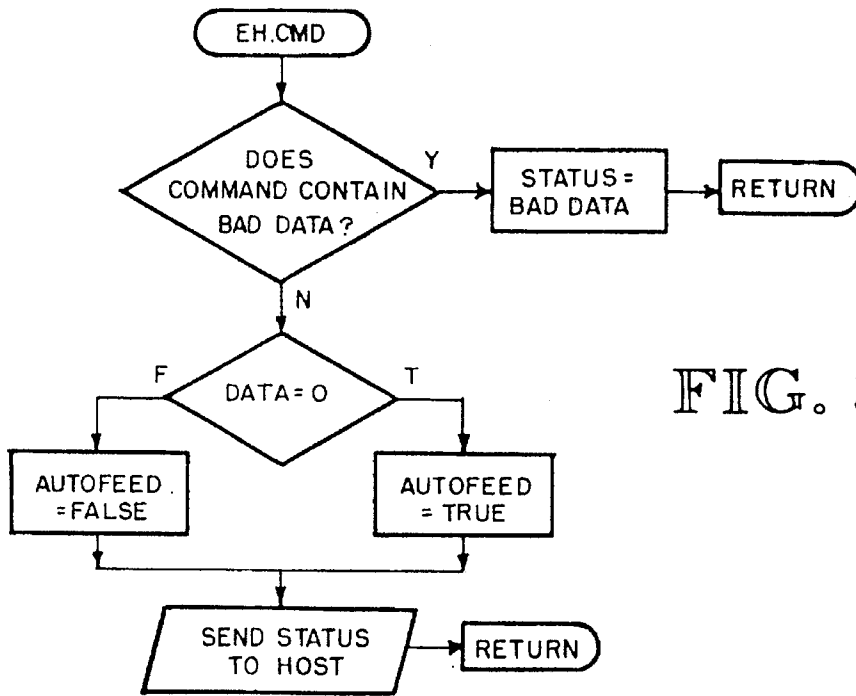 EH.CMD
DOES
COMMAND CONTAIN
BAD DATA?
Y
STATUS =
BAD DATA
RETURN
N
F
DATA = 0
T
FIG.
AUTOFEED
= FALSE
AUTOFEED
= TRUE
SEND STATUS
TO HOST
RETURN